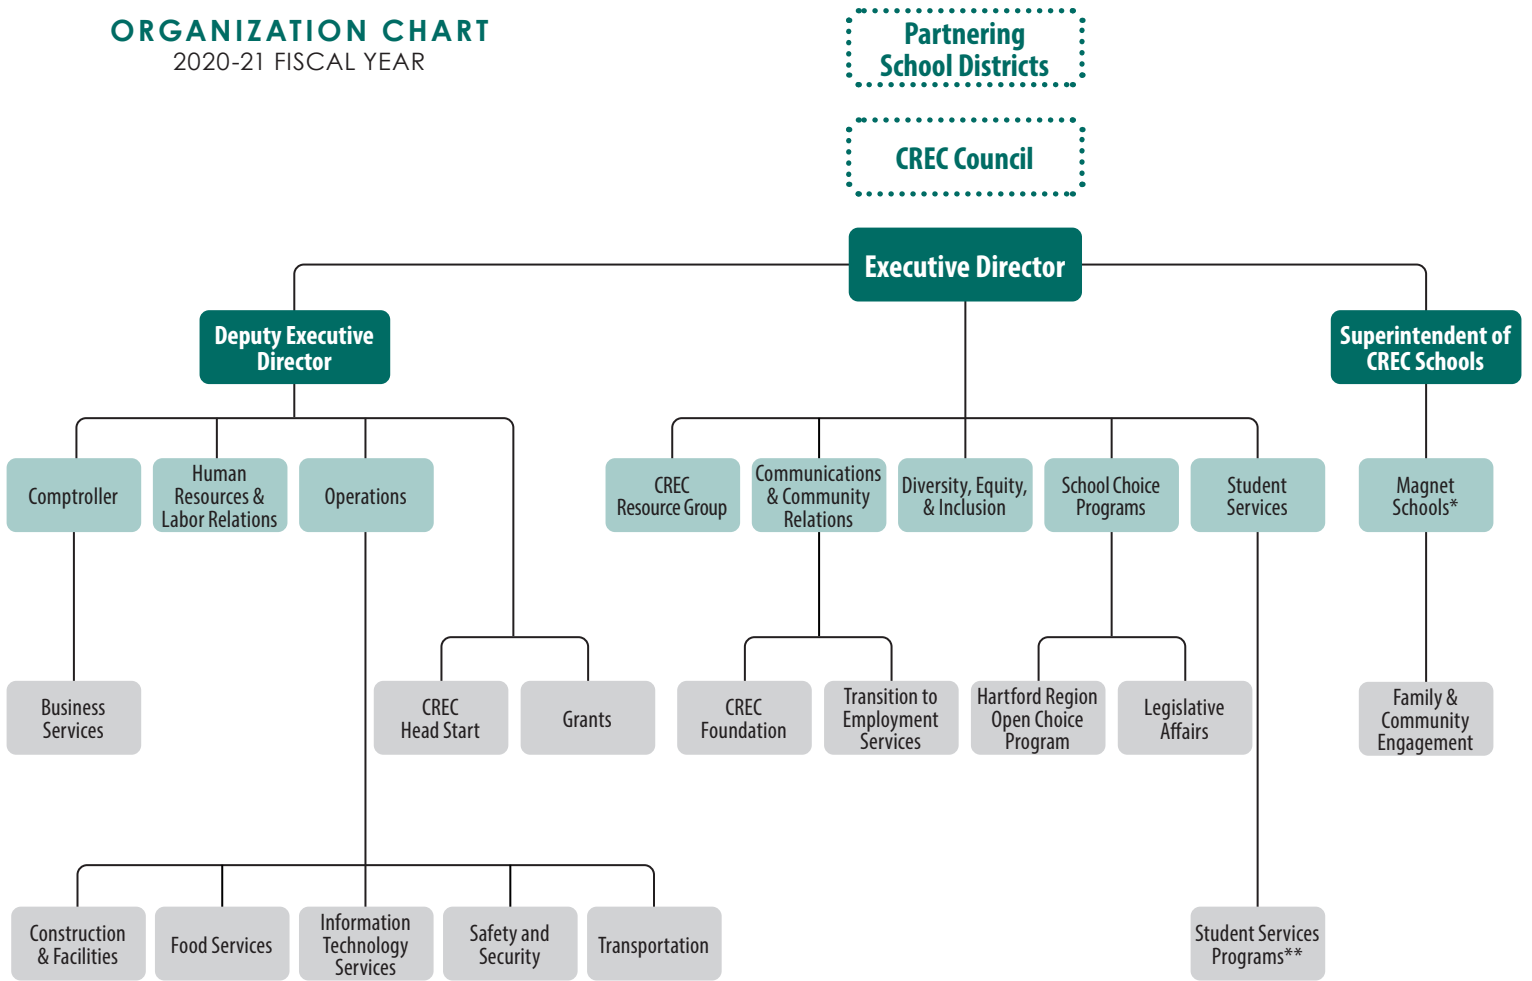 ORGANIZATION CHART
2020-21 FISCAL YEAR
Partnering
School Districts
CREC Council
Executive Director
Deputy Executive
Director
Superintendent of
CREC Schools
Comptroller
Human
Resources &
Labor Relations
Operations
CREC
Resource Group
Communications
& Community
Relations
Diversity, Equity,
& Inclusion
School Choice
Programs
Student
Services
Magnet
Schools*
Business
Services
CREC
Head Start
Grants
CREC
Foundation
Transition to
Employment
Services
Hartford Region
Open Choice
Program
Legislative
Affairs
Family &
Community
Engagement
Construction
& Facilities
Food Services
Information
Technology
Services
Safety and
Security
Transportation
Student Services
Programs**